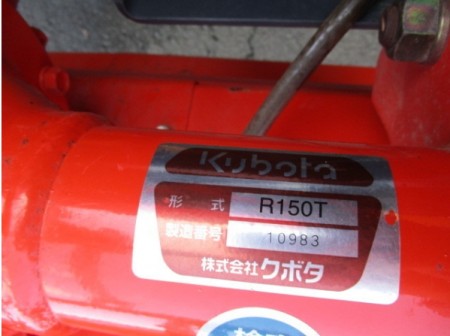 Kubota
形式 R150T
製造番号 10983
株式会社クボタ